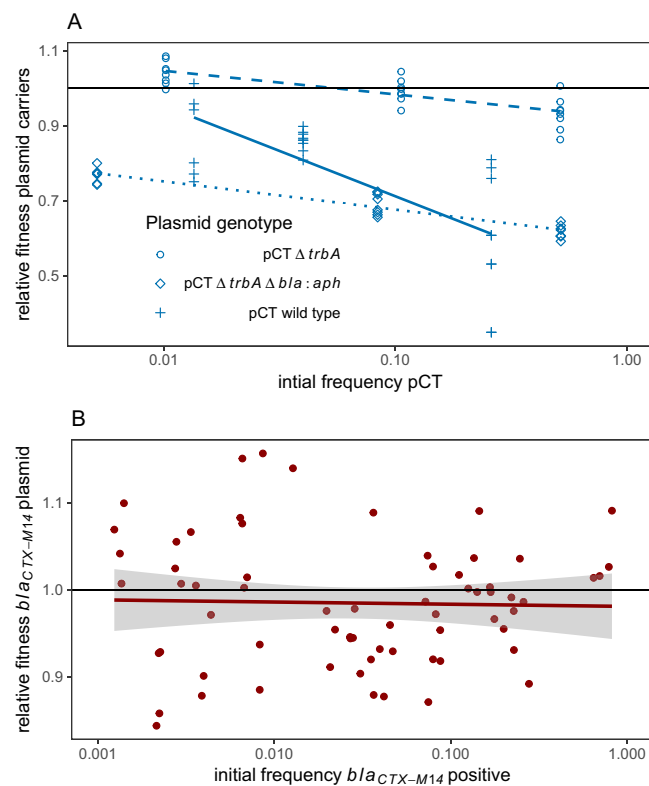 A
relative fitness plasmid carriers
1.1
0.9
0.7
0.5
Plasmid genotype
pCT Δ trbA
pCT Δ trbA Δ bla : aph
pCT wild type
0.01 0.10 1.00
intial frequency pCT
B
relative fitness bla CTX−M14 plasmid
1.1
1.0
0.9
0.001 0.010 0.100 1.000
initial frequency bla CTX−M14 positive